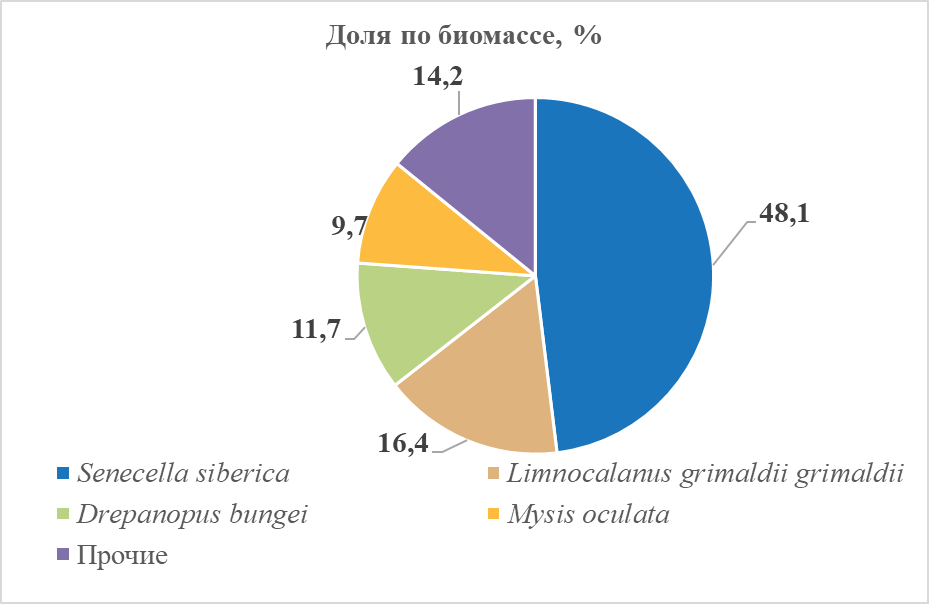 Доля по биомассе, %
14,2
48,1
9,7
11,7
16,4
Senecella siberica
Limnocalanus grimaldii grimaldii
Drepanopus bungei
Mysis oculata
Прочие